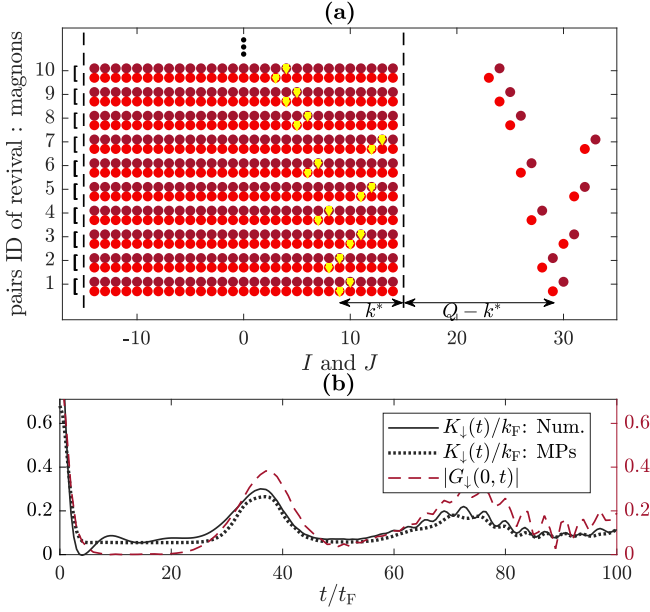 (a)
pairs ID of revival : magnons
10
9
8
7
6
5
4
3
2
1
k* Q − k*
-10 0 10 20 30
I and J
(b)
0.6 0.6
0.4 0.4
0.2 0.2
0 0
K↓(t)/kF: Num.
K↓(t)/kF: MPs
|G↓(0, t)|
0 20 40 60 80 100
t/tF